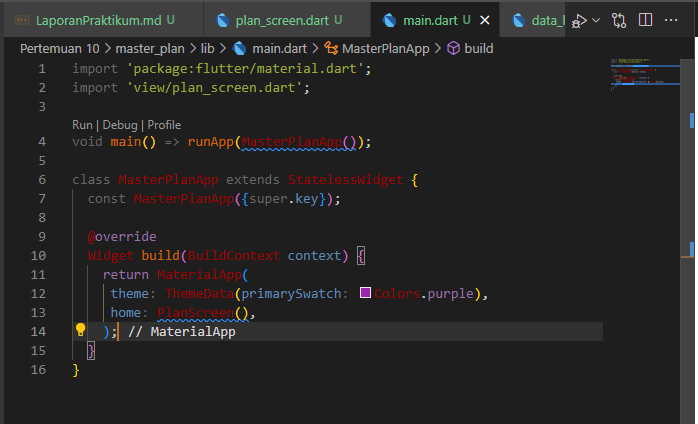 LaporanPraktikum.md U
plan_screen.dart U
main.dart U
Pertemuan 10 > master_plan > lib > main.dart > MasterPlanApp > build
1 import 'package:flutter/material.dart';
2 import 'view/plan_screen.dart';
3
Run | Debug | Profile
4 void main() => runApp(MasterPlanApp());
5
6 class MasterPlanApp extends StatelessWidget {
7 const MasterPlanApp({super.key});
8
9 @override
10 Widget build(BuildContext context) {
11 return MaterialApp(
12 theme: ThemeData(primarySwatch: Colors.purple),
13 home: PlanScreen(),
14 ); // MaterialApp
15 }
16 }